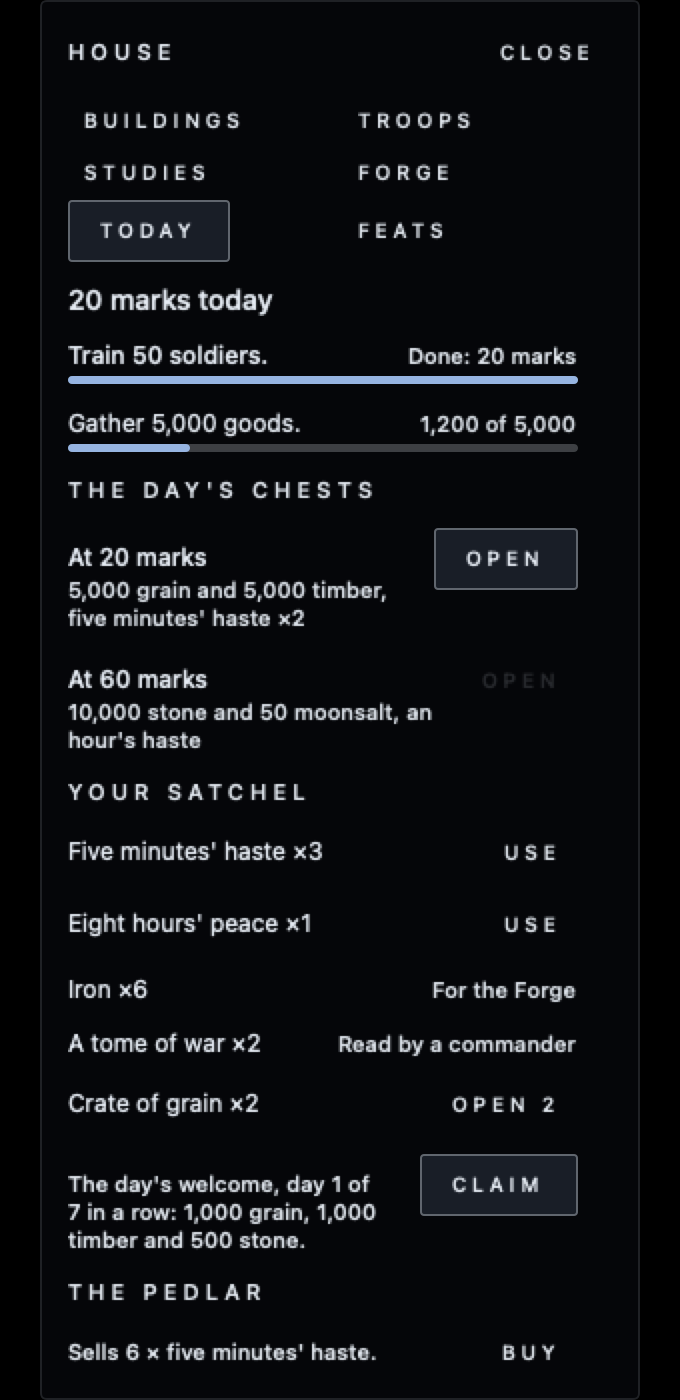 HOUSE CLOSE
BUILDINGS TROOPS
STUDIES FORGE
TODAY FEATS
20 marks today
Train 50 soldiers. Done: 20 marks
Gather 5,000 goods. 1,200 of 5,000
THE DAY'S CHESTS
At 20 marks OPEN
5,000 grain and 5,000 timber,
five minutes' haste ×2
At 60 marks OPEN
10,000 stone and 50 moonsalt, an
hour's haste
YOUR SATCHEL
Five minutes' haste ×3 USE
Eight hours' peace ×1 USE
Iron ×6 For the Forge
A tome of war ×2 Read by a commander
Crate of grain ×2 OPEN 2
The day's welcome, day 1 of CLAIM
7 in a row: 1,000 grain, 1,000
timber and 500 stone.
THE PEDLAR
Sells 6 × five minutes' haste. BUY